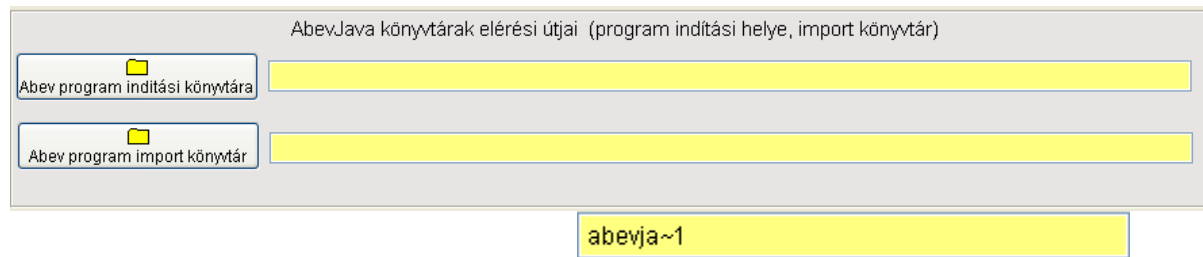 AbevJava könyvtárak elérési útjai (program indítási helye, import könyvtár)
Abev program inditási könyvtára
Abev program import könyvtár
abevja~1